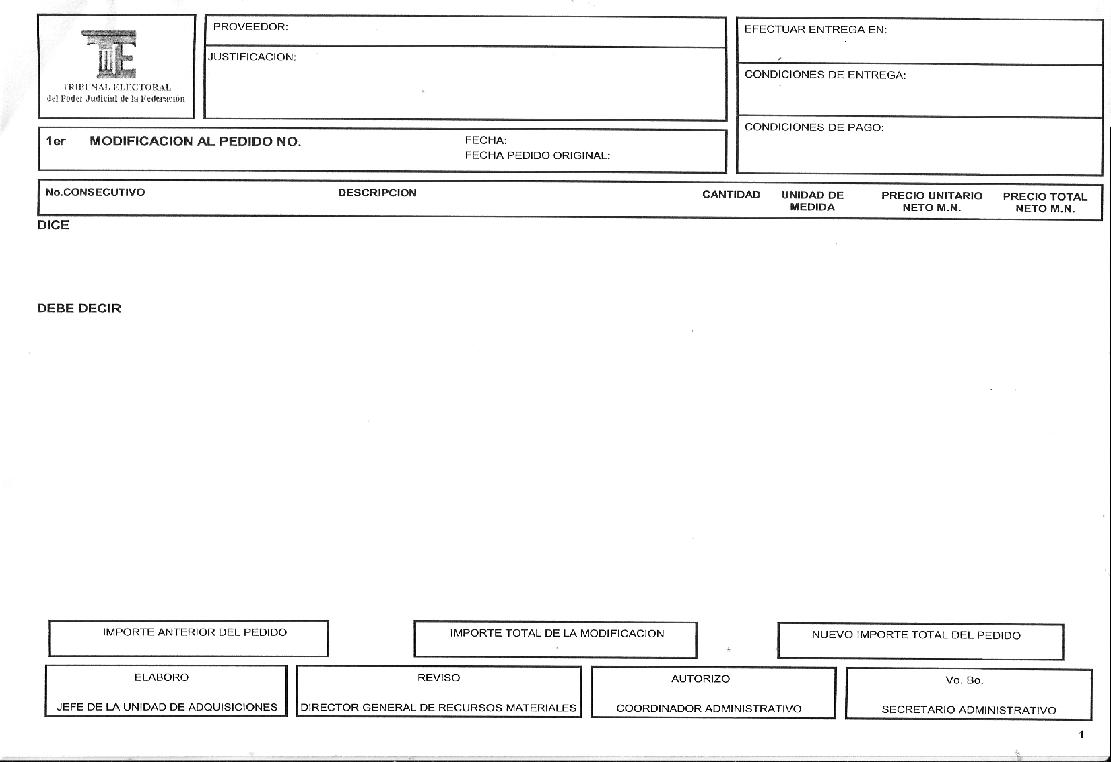 TRIBUNAL ELECTORAL
del Poder Judicial de la Federación
PROVEEDOR:
JUSTIFICACION:
EFECTUAR ENTREGA EN:
CONDICIONES DE ENTREGA:
CONDICIONES DE PAGO:
1er MODIFICACION AL PEDIDO NO.
FECHA:
FECHA PEDIDO ORIGINAL:
No.CONSECUTIVO DESCRIPCION CANTIDAD UNIDAD DE PRECIO UNITARIO PRECIO TOTAL
MEDIDA NETO M.N. NETO M.N.
DICE
DEBE DECIR
IMPORTE ANTERIOR DEL PEDIDO IMPORTE TOTAL DE LA MODIFICACION NUEVO IMPORTE TOTAL DEL PEDIDO
ELABORO REVISO AUTORIZO Vo. Bo.
JEFE DE LA UNIDAD DE ADQUISICIONES DIRECTOR GENERAL DE RECURSOS MATERIALES COORDINADOR ADMINISTRATIVO SECRETARIO ADMINISTRATIVO
1